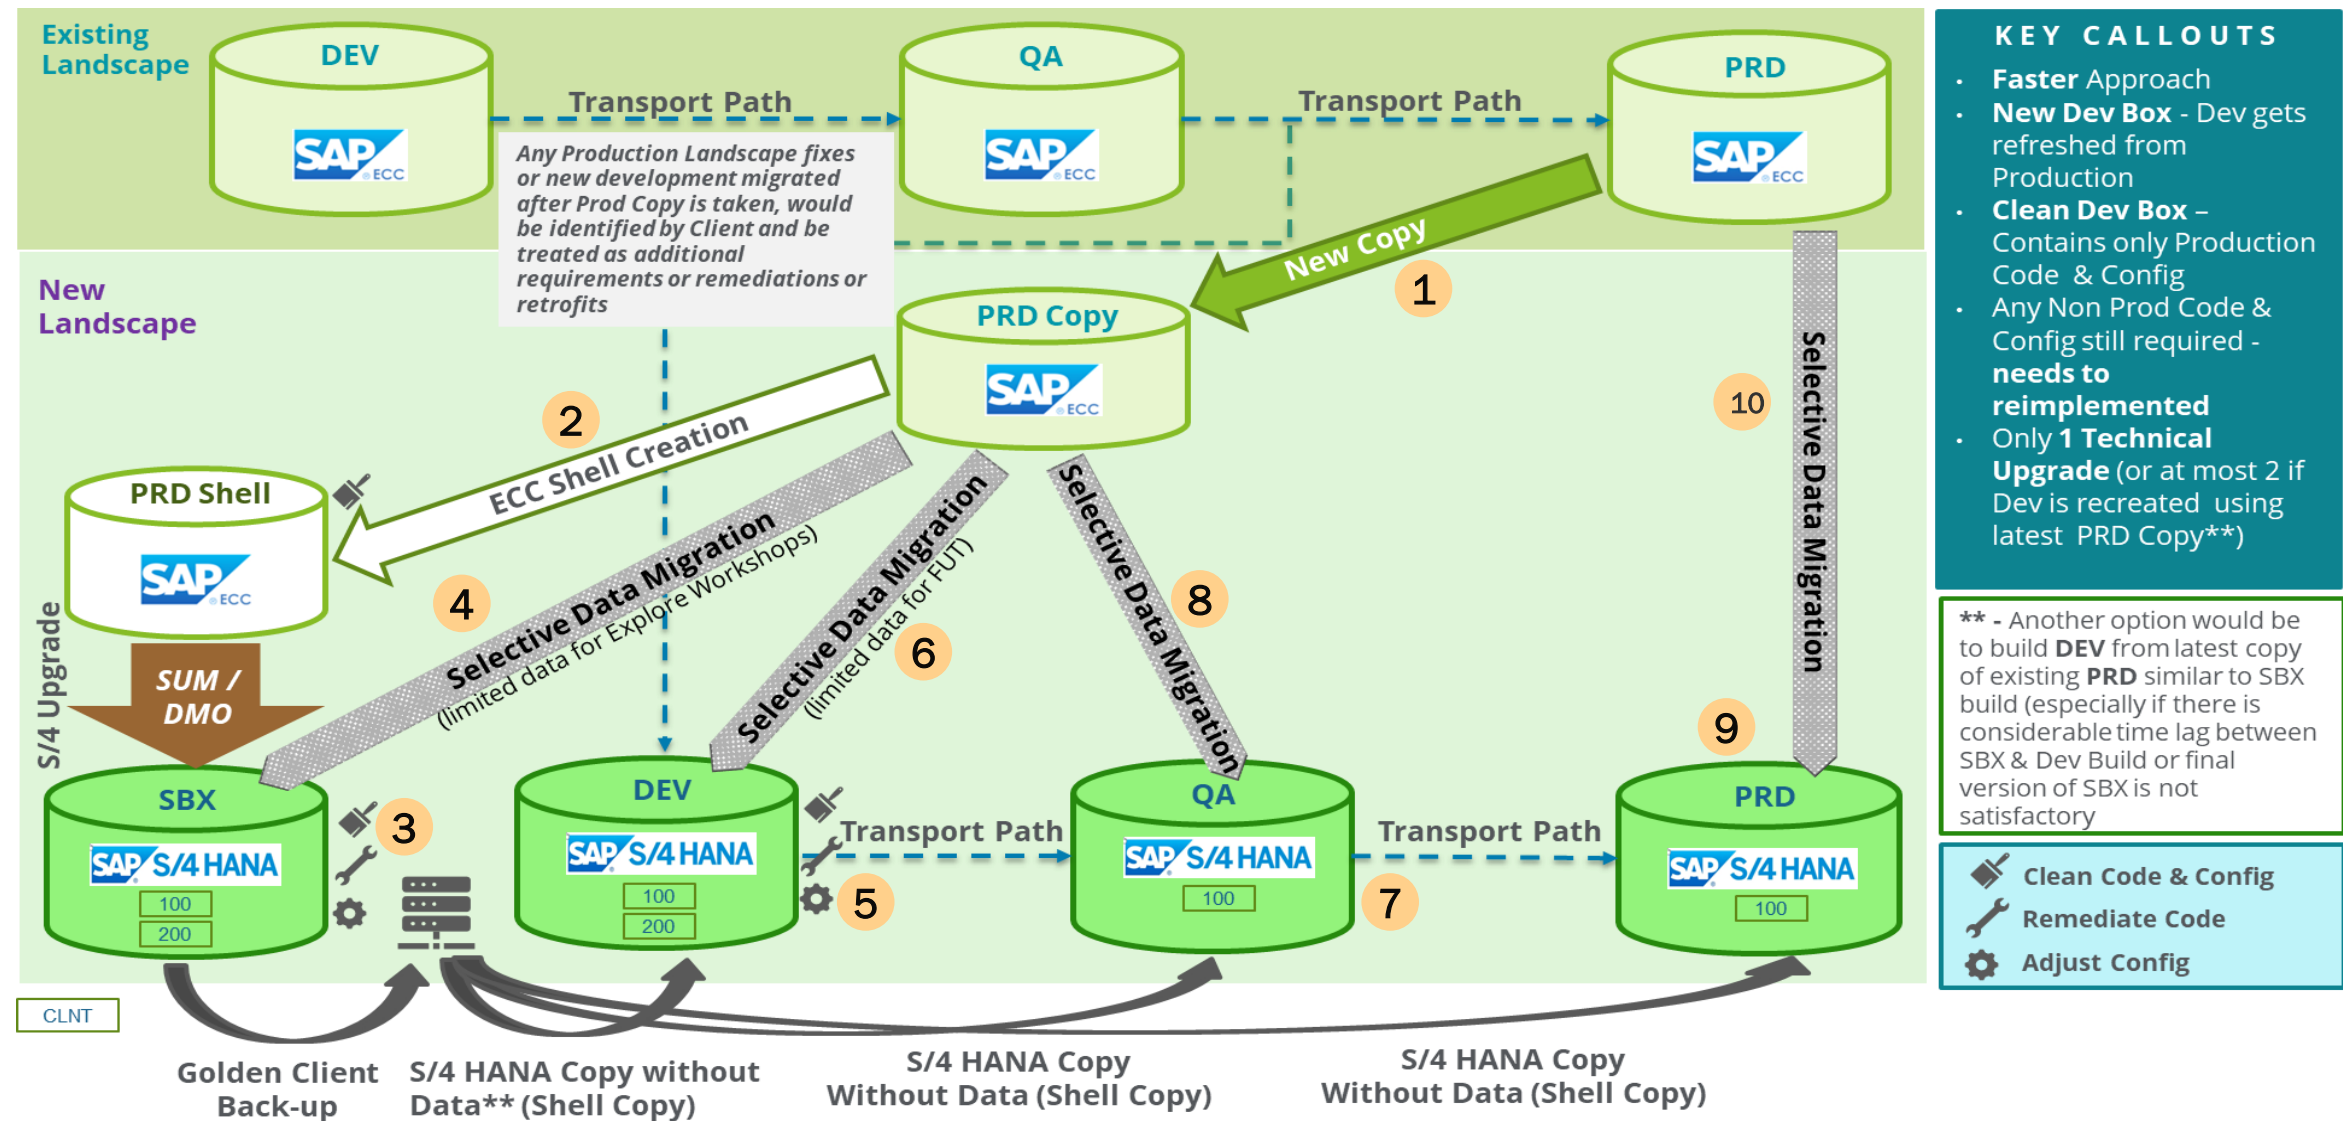 Existing
Landscape
DEV
SAP
® ECC
Transport Path
QA
SAP
® ECC
Transport Path
PRD
SAP
® ECC
Any Production Landscape fixes
or new development migrated
after Prod Copy is taken, would
be identified by Client and be
treated as additional
requirements or remediations or
retrofits
New Copy
1
New
Landscape
PRD Copy
SAP
® ECC
2
ECC Shell Creation
PRD Shell
SAP
® ECC
S/4 Upgrade
SUM /
DMO
4
Selective Data Migration
(limited data for Explore Workshops)
Selective Data Migration
(limited data for FUT)
6
Selective Data Migration
8
10
Selective Data Migration
9
SBX
SAP S/4 HANA
100
200
3
DEV
SAP S/4 HANA
100
200
5
Transport Path
QA
SAP S/4 HANA
100
7
Transport Path
PRD
SAP S/4 HANA
100
CLNT
Golden Client
Back-up
S/4 HANA Copy without
Data** (Shell Copy)
S/4 HANA Copy
Without Data (Shell Copy)
S/4 HANA Copy
Without Data (Shell Copy)
KEY CALLOUTS
• Faster Approach
• New Dev Box - Dev gets
refreshed from
Production
• Clean Dev Box –
Contains only Production
Code & Config
• Any Non Prod Code &
Config still required -
needs to
reimplemented
• Only 1 Technical
Upgrade (or at most 2 if
Dev is recreated using
latest PRD Copy**)
** - Another option would be
to build DEV from latest copy
of existing PRD similar to SBX
build (especially if there is
considerable time lag between
SBX & Dev Build or final
version of SBX is not
satisfactory
Clean Code & Config
Remediate Code
Adjust Config